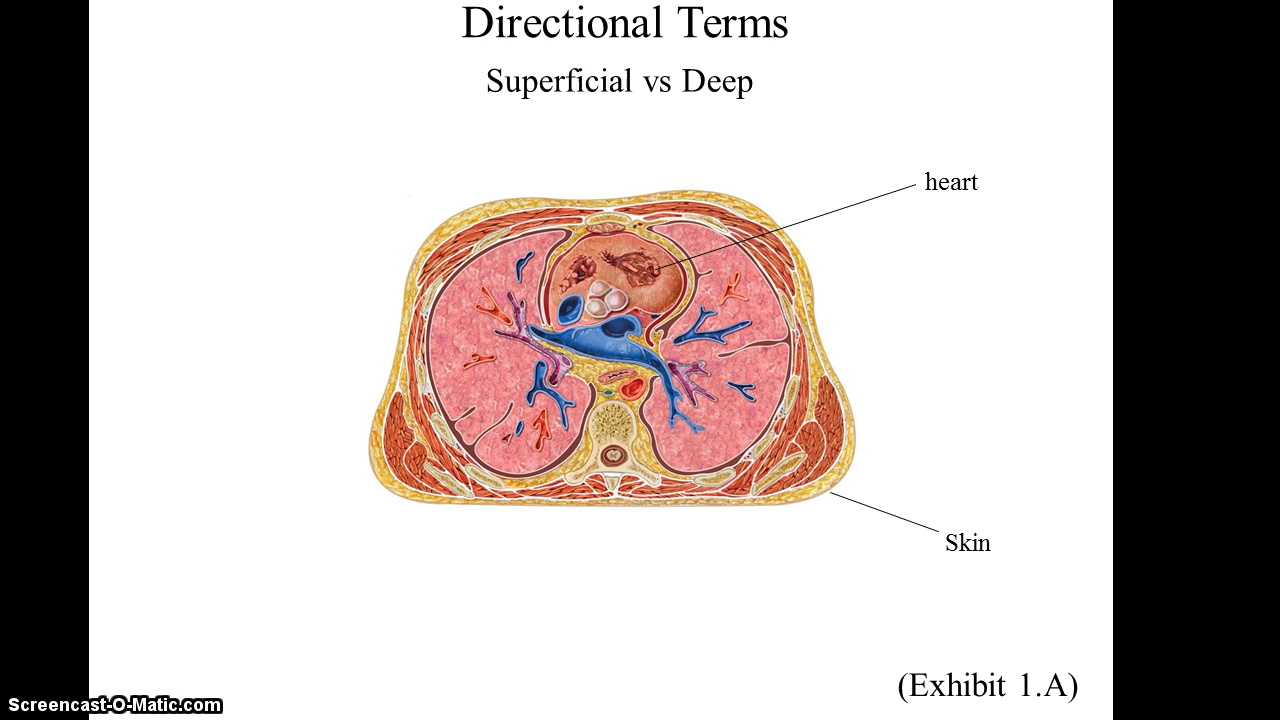 Directional Terms
Superficial vs Deep
heart
Skin
(Exhibit 1.A)
Screencast-O-Matic.com